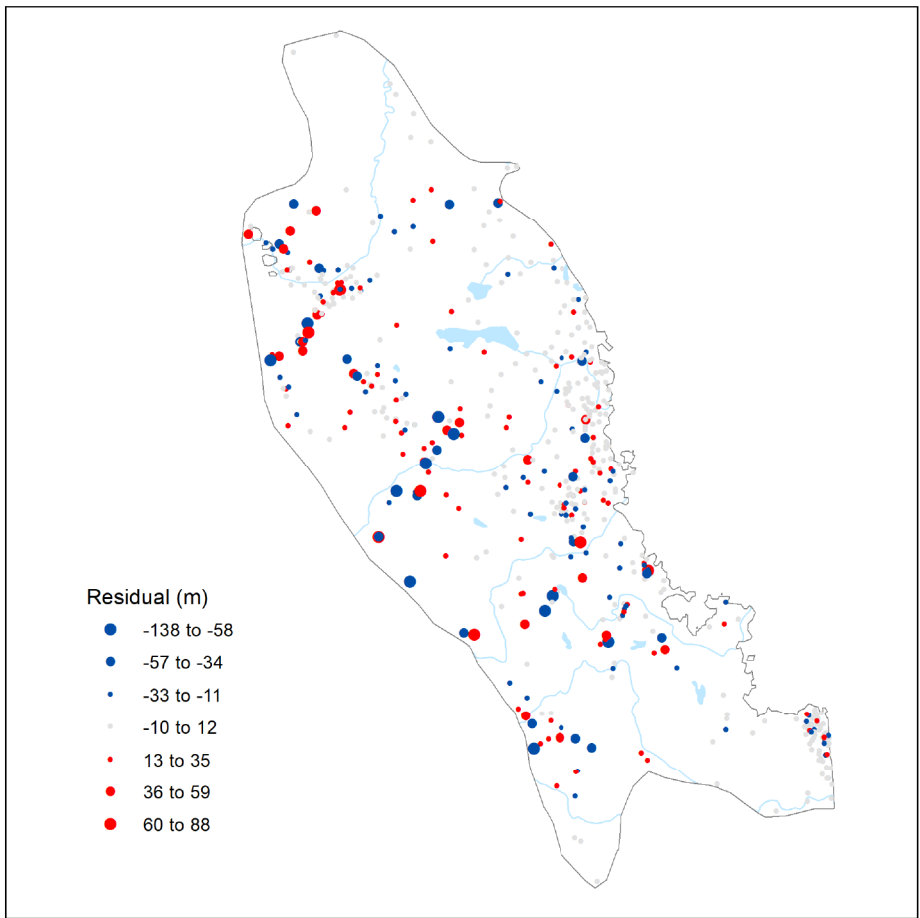 Residual (m)
-138 to -58
-57 to -34
-33 to -11
-10 to 12
13 to 35
36 to 59
60 to 88